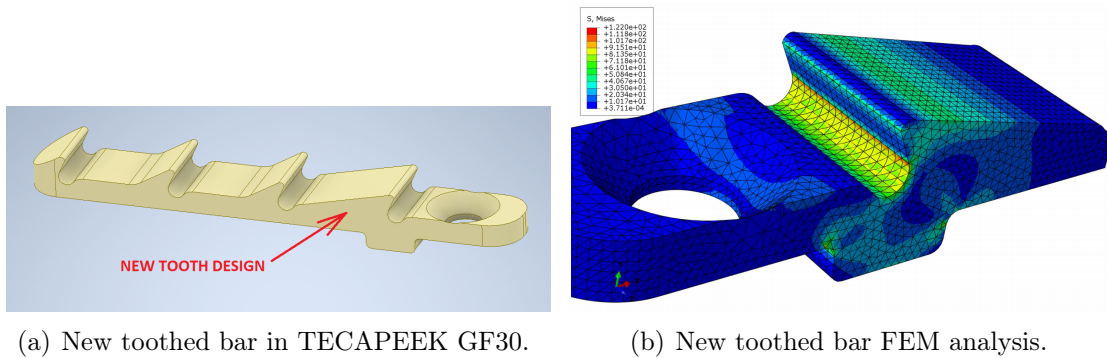 NEW TOOTH DESIGN
S, Mises
+1.220e+02
+1.118e+02
+1.017e+02
+9.151e+01
+8.135e+01
+7.118e+01
+6.101e+01
+5.084e+01
+4.067e+01
+3.050e+01
+2.034e+01
+1.017e+01
+3.711e-04
Y
X
(a) New toothed bar in TECAPEEK GF30.
(b) New toothed bar FEM analysis.